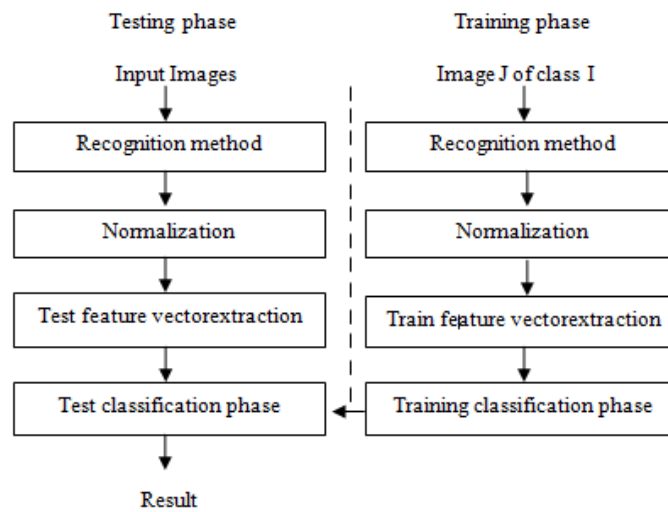 Testing phase
Input Images
Recognition method
Normalization
Test feature vectorextraction
Test classification phase
Result
Training phase
Image J of class I
Recognition method
Normalization
Train feature vectorextraction
Training classification phase